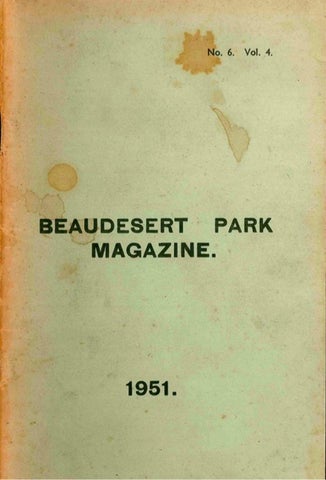 No. 6. Vol. 4.
BEAUDESERT PARK
MAGAZINE.
1951.